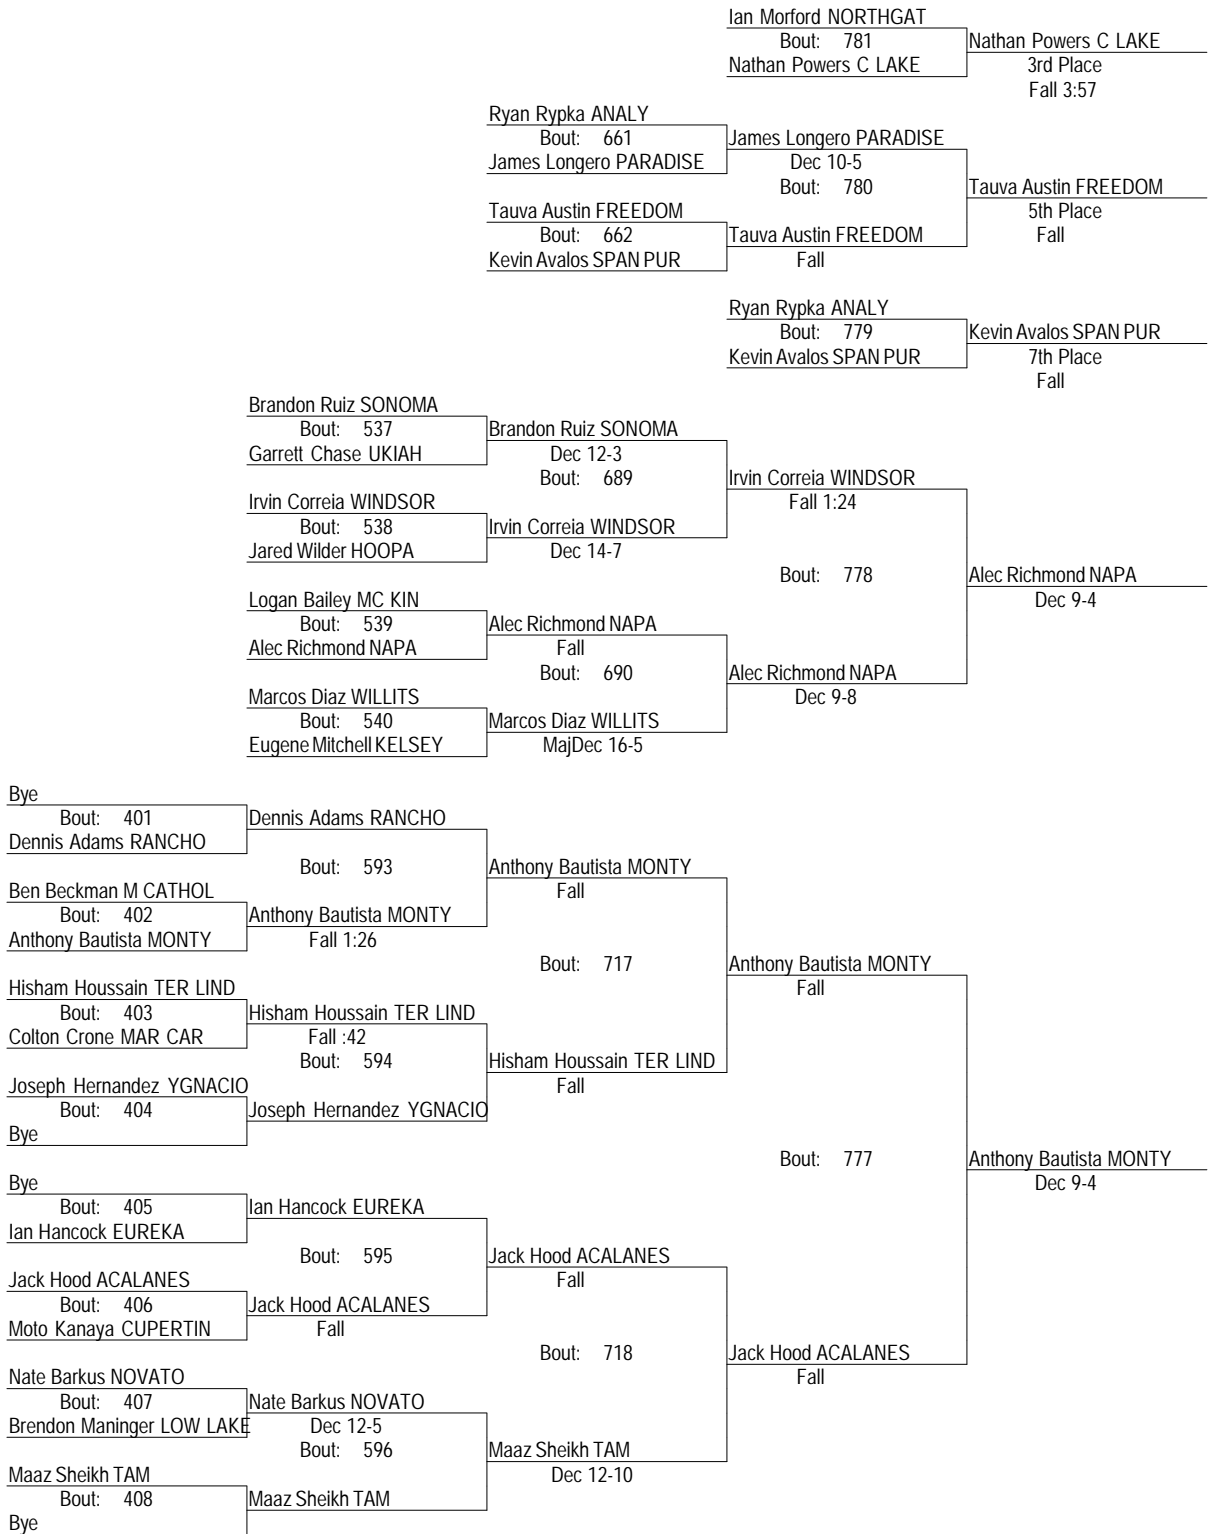 Ian Morford NORTHGAT
Bout: 781
Nathan Powers C LAKE
Nathan Powers C LAKE
3rd Place
Fall 3:57
Ryan Rypka ANALY
Bout: 661
James Longero PARADISE
James Longero PARADISE
Dec 10-5
Bout: 780
Tauva Austin FREEDOM
5th Place
Fall
Tauva Austin FREEDOM
Bout: 662
Kevin Avalos SPAN PUR
Tauva Austin FREEDOM
Fall
Ryan Rypka ANALY
Bout: 779
Kevin Avalos SPAN PUR
Kevin Avalos SPAN PUR
7th Place
Fall
Brandon Ruiz SONOMA
Bout: 537
Garrett Chase UKIAH
Brandon Ruiz SONOMA
Dec 12-3
Bout: 689
Irvin Correia WINDSOR
Fall 1:24
Irvin Correia WINDSOR
Bout: 538
Jared Wilder HOOPA
Irvin Correia WINDSOR
Dec 14-7
Bout: 778
Alec Richmond NAPA
Dec 9-4
Logan Bailey MC KIN
Bout: 539
Alec Richmond NAPA
Alec Richmond NAPA
Fall
Bout: 690
Alec Richmond NAPA
Dec 9-8
Marcos Diaz WILLITS
Bout: 540
Eugene Mitchell KELSEY
Marcos Diaz WILLITS
MajDec 16-5
Bye
Bout: 401
Dennis Adams RANCHO
Dennis Adams RANCHO
Bout: 593
Anthony Bautista MONTY
Fall
Ben Beckman M CATHOL
Bout: 402
Anthony Bautista MONTY
Anthony Bautista MONTY
Fall 1:26
Bout: 717
Anthony Bautista MONTY
Fall
Hisham Houssain TER LIND
Bout: 403
Colton Crone MAR CAR
Hisham Houssain TER LIND
Fall :42
Bout: 594
Hisham Houssain TER LIND
Fall
Joseph Hernandez YGNACIO
Bout: 404
Bye
Joseph Hernandez YGNACIO
Bout: 777
Anthony Bautista MONTY
Dec 9-4
Bye
Bout: 405
Ian Hancock EUREKA
Ian Hancock EUREKA
Bout: 595
Jack Hood ACALANES
Fall
Jack Hood ACALANES
Bout: 406
Moto Kanaya CUPERTIN
Jack Hood ACALANES
Fall
Bout: 718
Jack Hood ACALANES
Fall
Nate Barkus NOVATO
Bout: 407
Brendon Maninger LOW LAKE
Nate Barkus NOVATO
Dec 12-5
Bout: 596
Maaz Sheikh TAM
Dec 12-10
Maaz Sheikh TAM
Bout: 408
Bye
Maaz Sheikh TAM